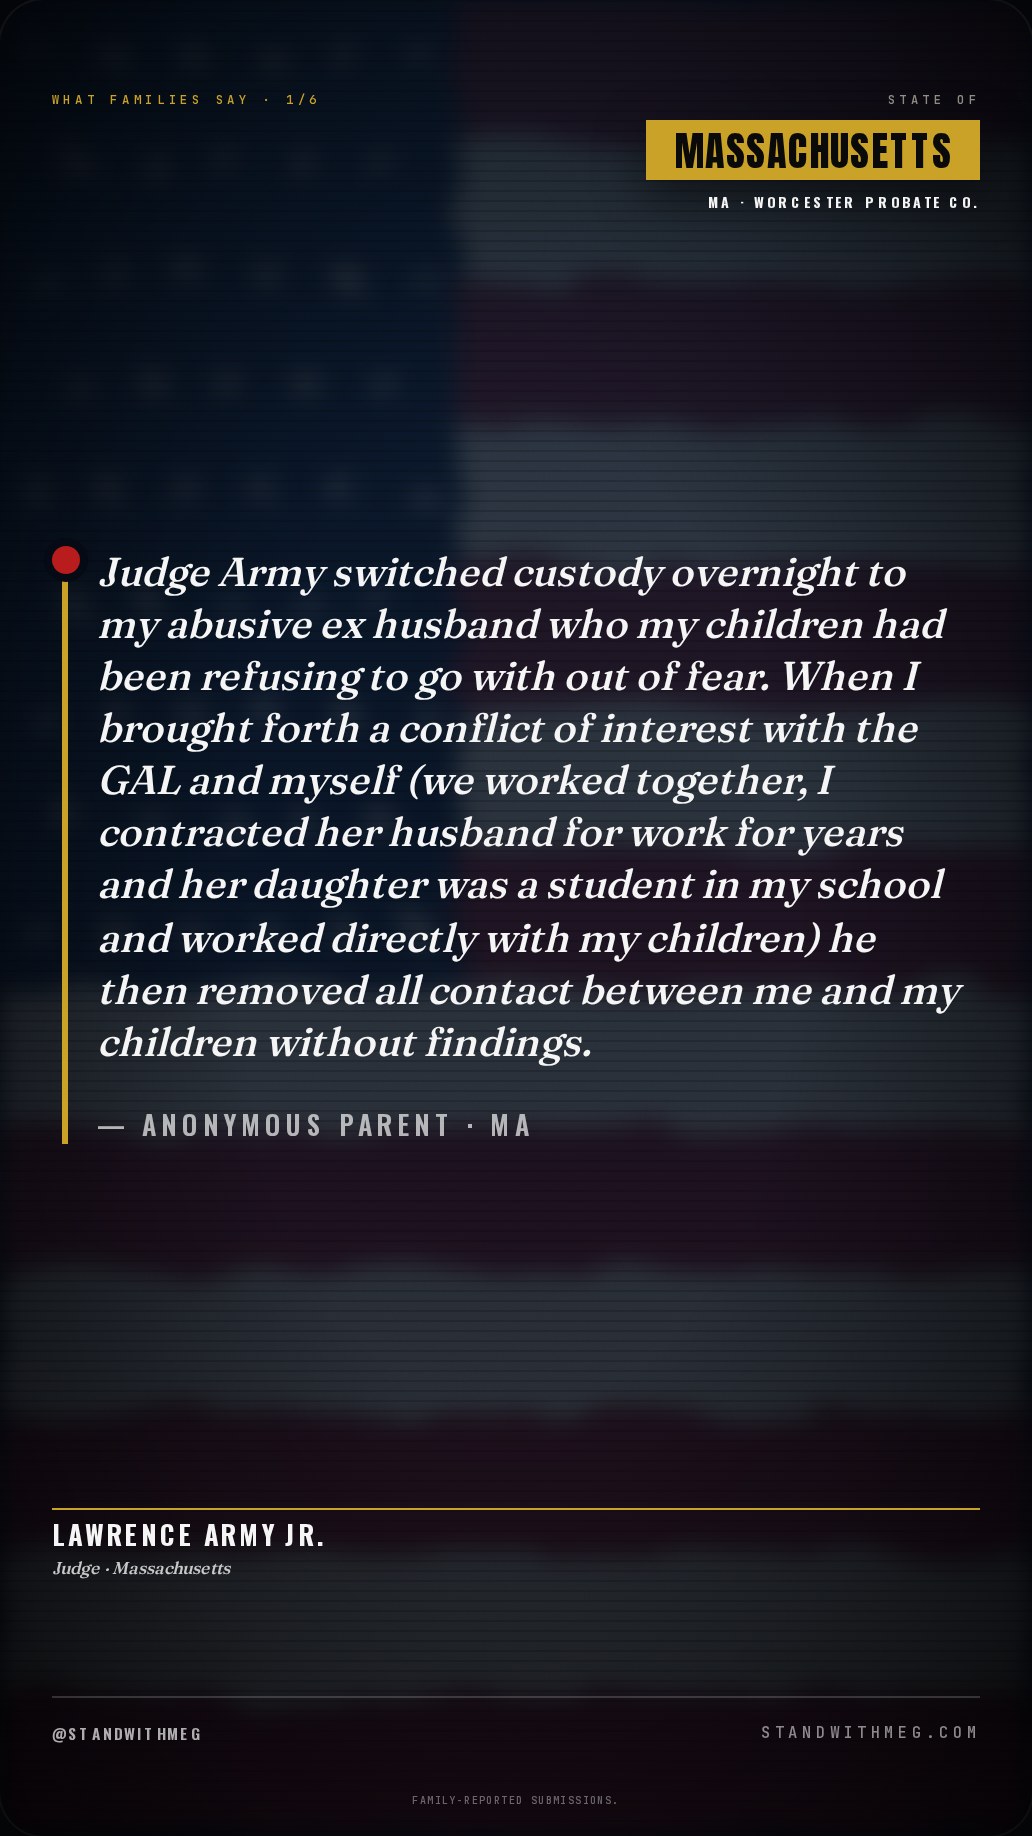 WHAT FAMILIES SAY · 1/6
STATE OF
MASSACHUSETTS
MA · WORCESTER PROBATE CO.
Judge Army switched custody overnight to
my abusive ex husband who my children had
been refusing to go with out of fear. When I
brought forth a conflict of interest with the
GAL and myself (we worked together, I
contracted her husband for work for years
and her daughter was a student in my school
and worked directly with my children) he
then removed all contact between me and my
children without findings.
— ANONYMOUS PARENT · MA
LAWRENCE ARMY JR.
Judge · Massachusetts
@STANDWITHMEG
STANDWITHMEG.COM
FAMILY-REPORTED SUBMISSIONS.